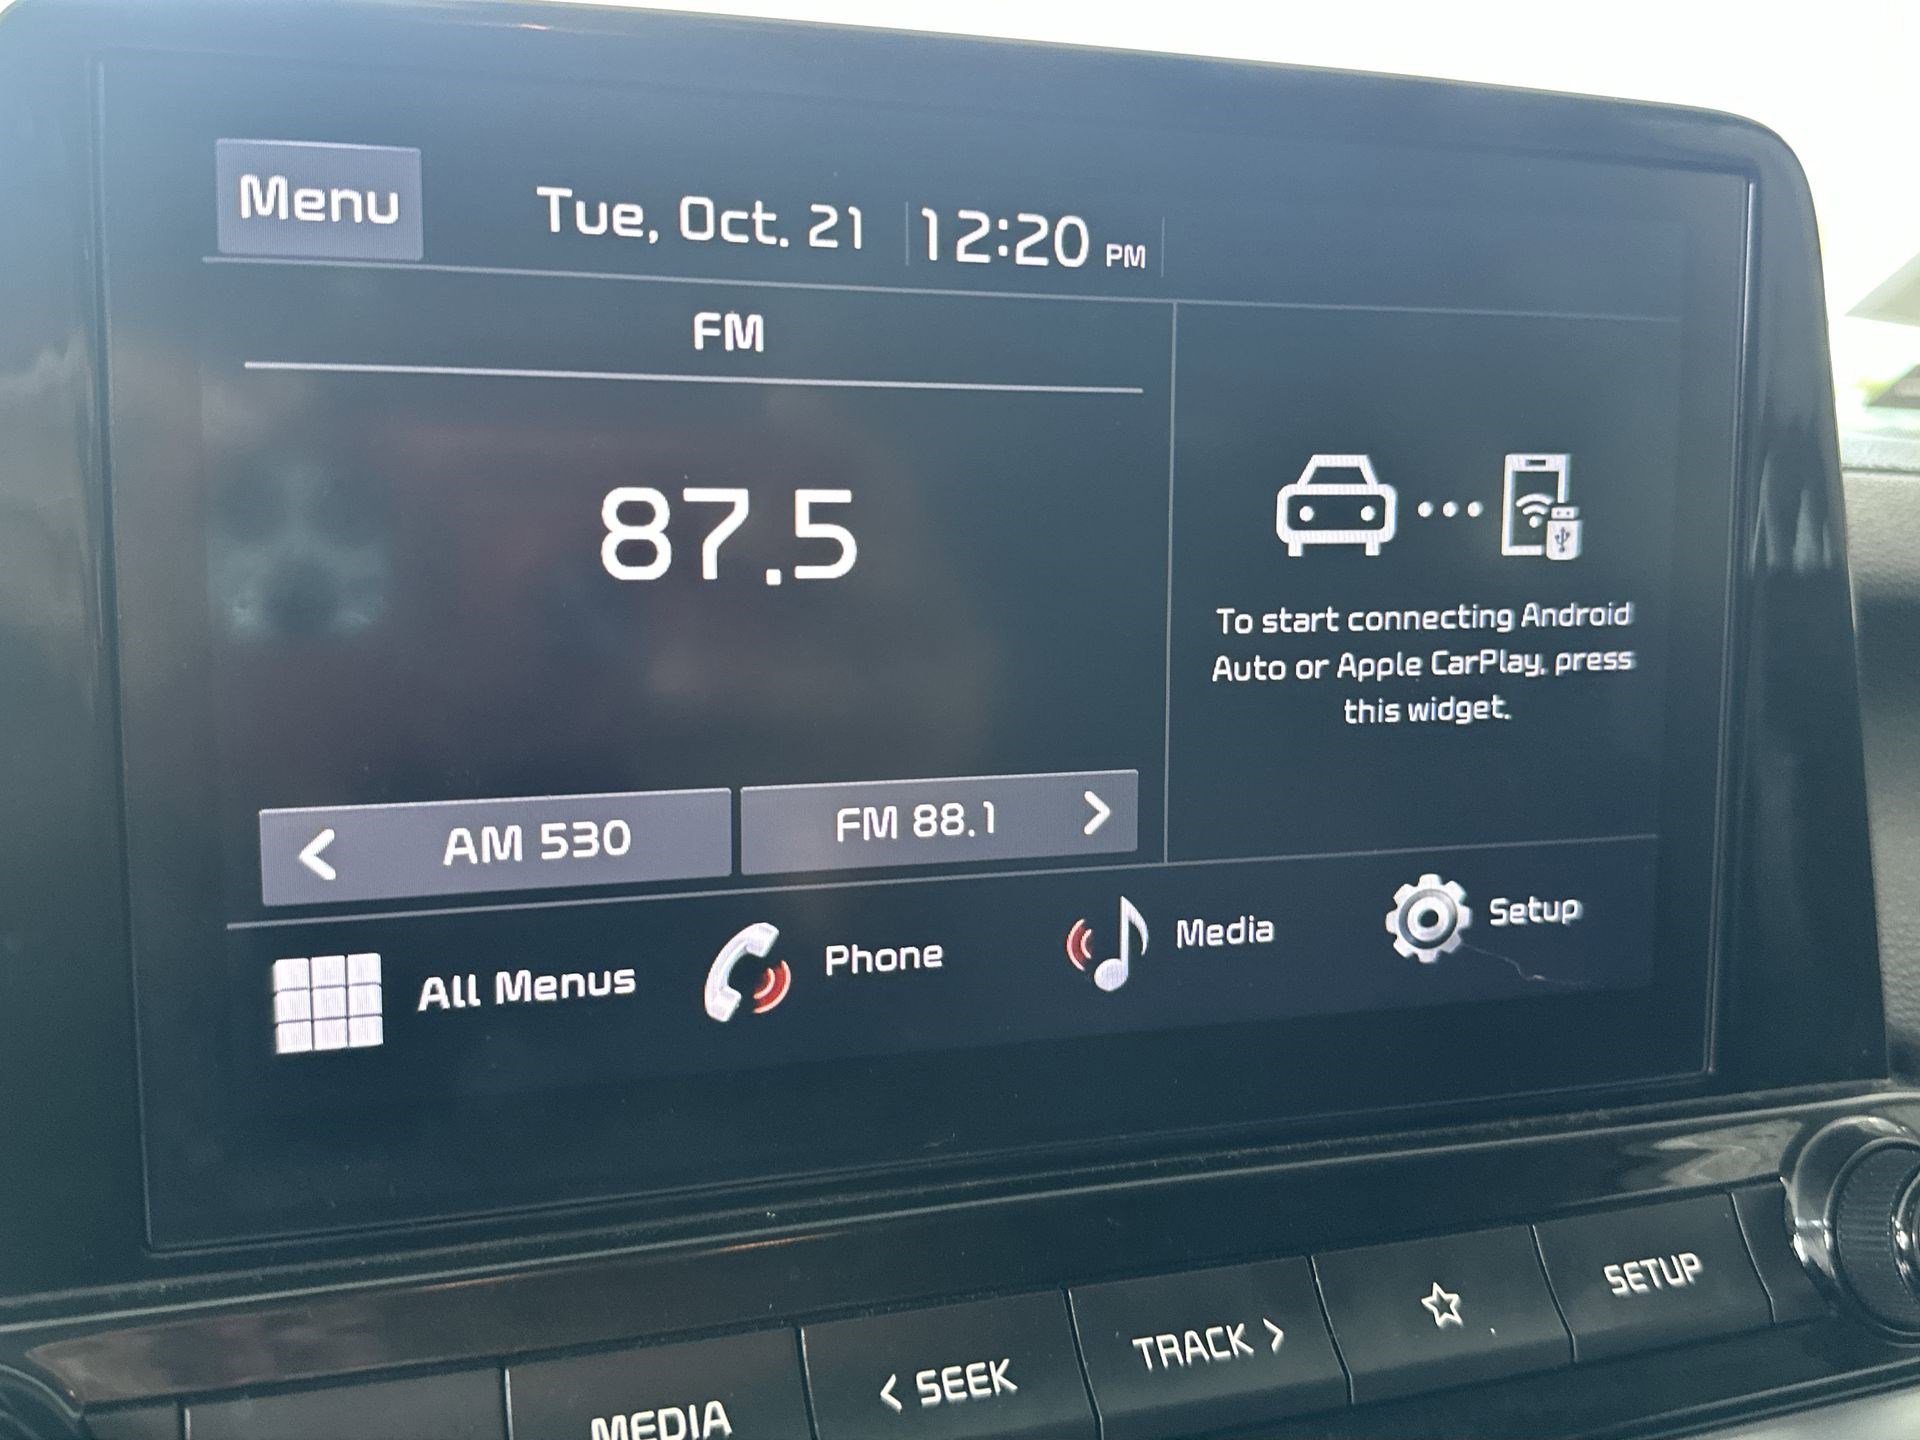 Menu
Tue, Oct. 21
12:20 PM
FM
87.5
To start connecting Android
Auto or Apple CarPlay, press
this widget.
AM 530
FM 88.1
All Menus
Phone
Media
Setup
MEDIA
< SEEK
TRACK >
SETUP